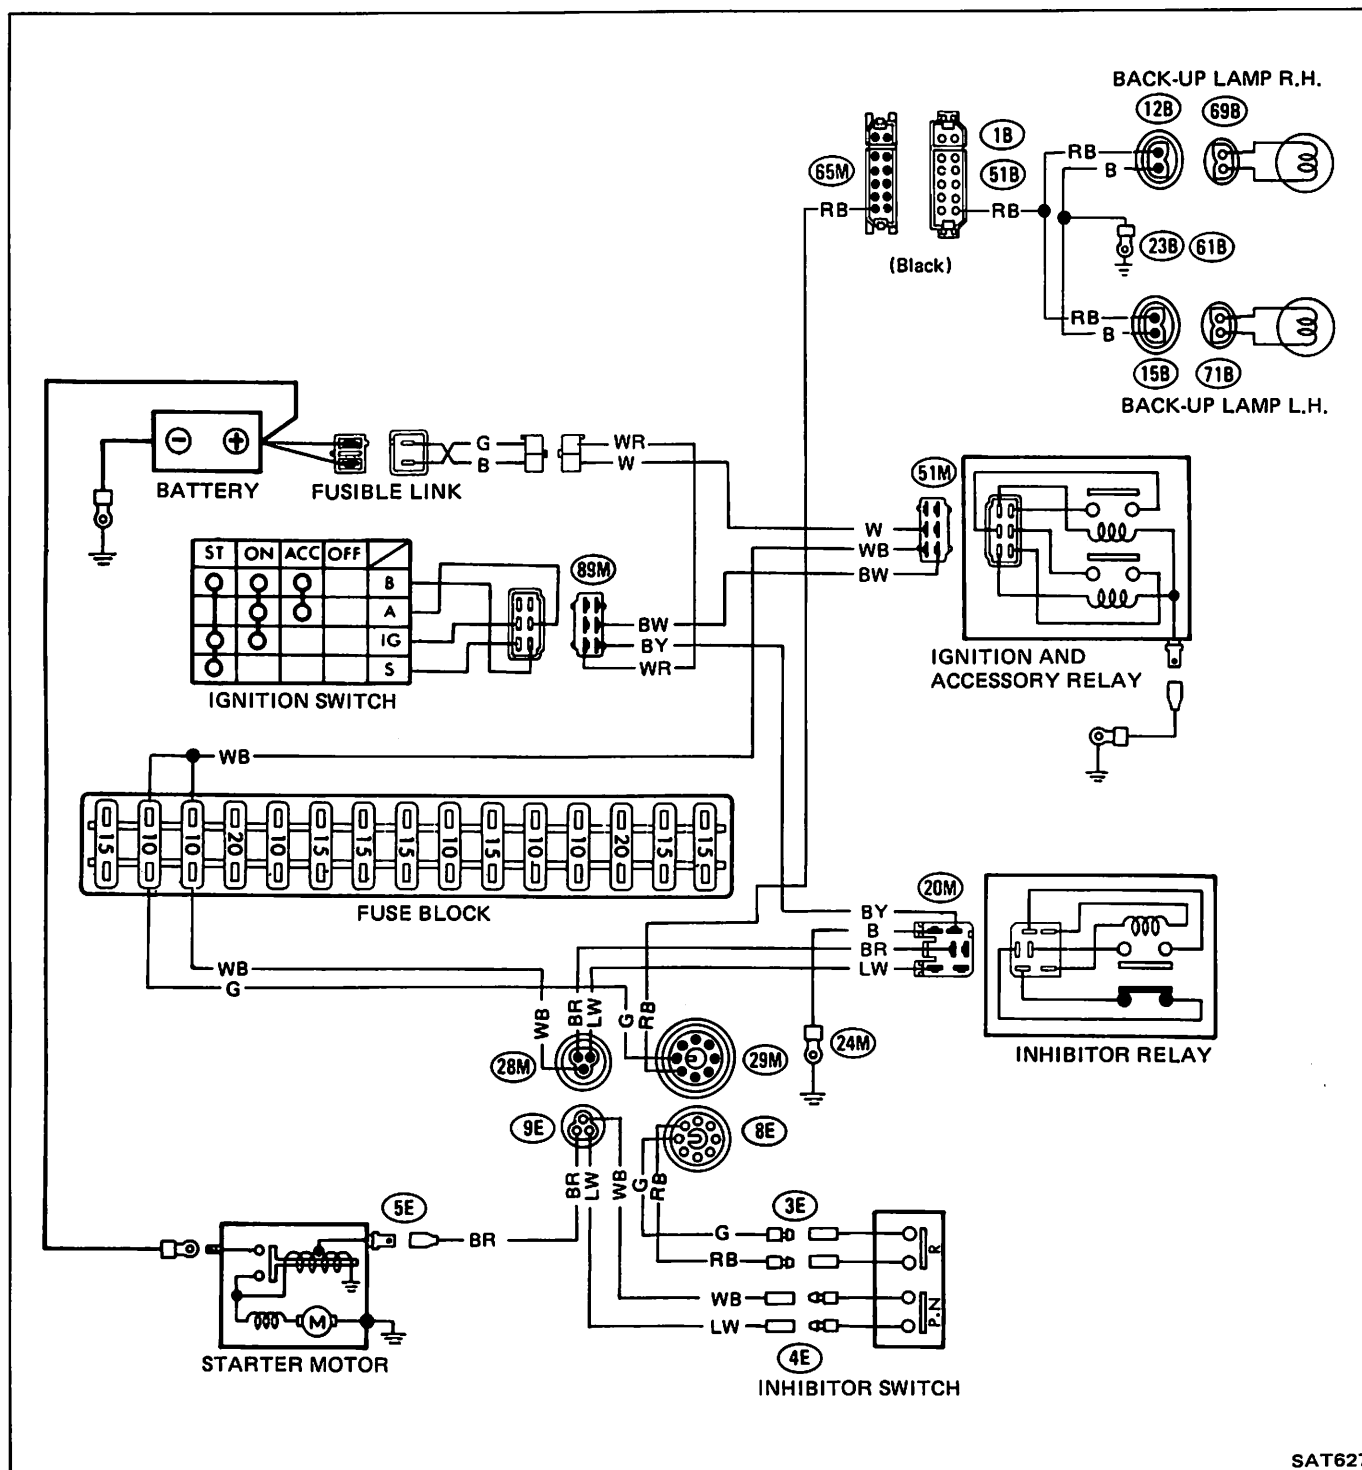 BACK-UP LAMP R.H.
12B
69B
1B
65M
51B
RB
B
RB
RB
23B
61B
(Black)
RB
B
15B
71B
BACK-UP LAMP L.H.
G
WR
B
W
BATTERY
FUSIBLE LINK
51M
ST
ON
ACC
OFF
B
A
IG
S
89M
W
WB
BW
BW
BY
WR
IGNITION SWITCH
IGNITION AND
ACCESSORY RELAY
WB
15
10
10
20
10
15
15
15
10
15
10
10
20
15
15
FUSE BLOCK
20M
BY
B
BR
LW
WB
G
WB
BR
LW
G
RB
28M
29M
24M
INHIBITOR RELAY
9E
8E
BR
LW
WB
G
RB
5E
BR
3E
G
RB
R
WB
LW
P.N
4E
M
STARTER MOTOR
INHIBITOR SWITCH
SAT627